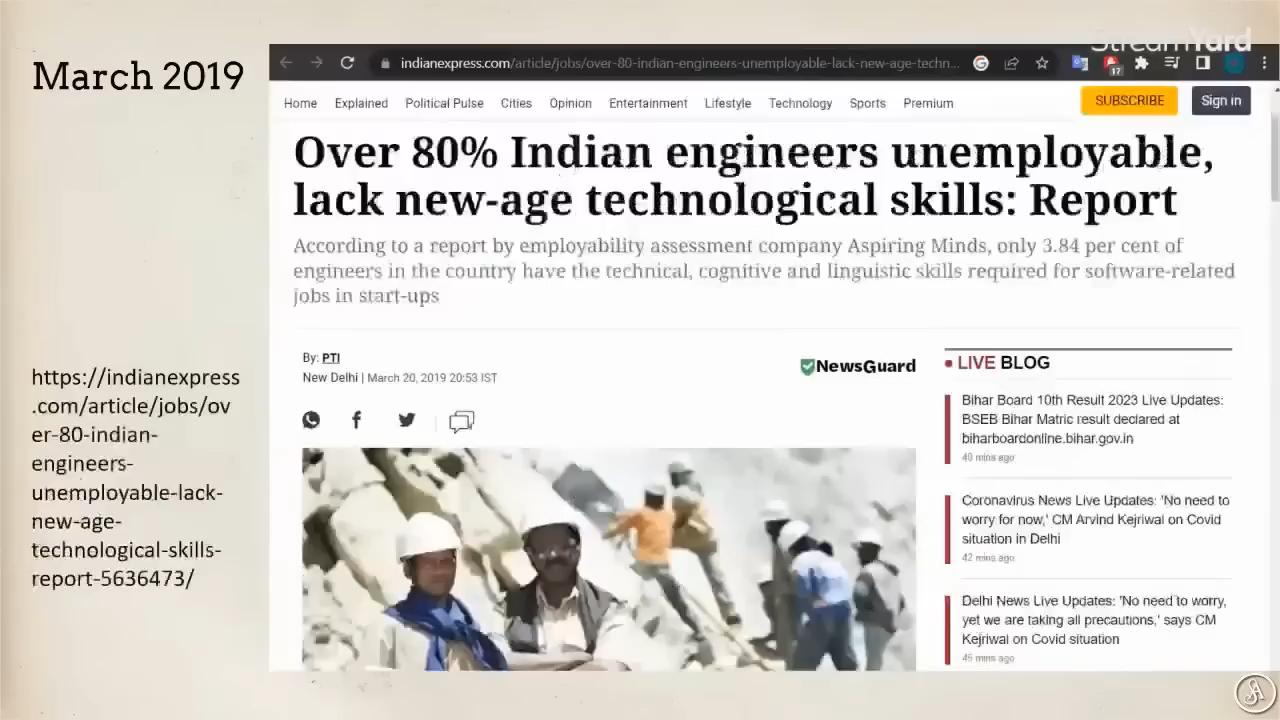 StreamYard
March 2019
indianexpress.com/article/jobs/over-80-indian-engineers-unemployable-lack-new-age-techn...
17
Home Explained Political Pulse Cities Opinion Entertainment Lifestyle Technology Sports Premium
SUBSCRIBE
Sign in
Over 80% Indian engineers unemployable,
lack new-age technological skills: Report
According to a report by employability assessment company Aspiring Minds, only 3.84 per cent of
engineers in the country have the technical, cognitive and linguistic skills required for software-related
jobs in start-ups
By: PTI
New Delhi | March 20, 2019 20:53 IST
NewsGuard
LIVE BLOG
Bihar Board 10th Result 2023 Live Updates:
BSEB Bihar Matric result declared at
biharboardonline.bihar.gov.in
40 mins ago
Coronavirus News Live Updates: 'No need to
worry for now,' CM Arvind Kejriwal on Covid
situation in Delhi
42 mins ago
Delhi News Live Updates: 'No need to worry,
yet we are taking all precautions,' says CM
Kejriwal on Covid situation
45 mins ago
https://indianexpress
.com/article/jobs/ov
er-80-indian-
engineers-
unemployable-lack-
new-age-
technological-skills-
report-5636473/